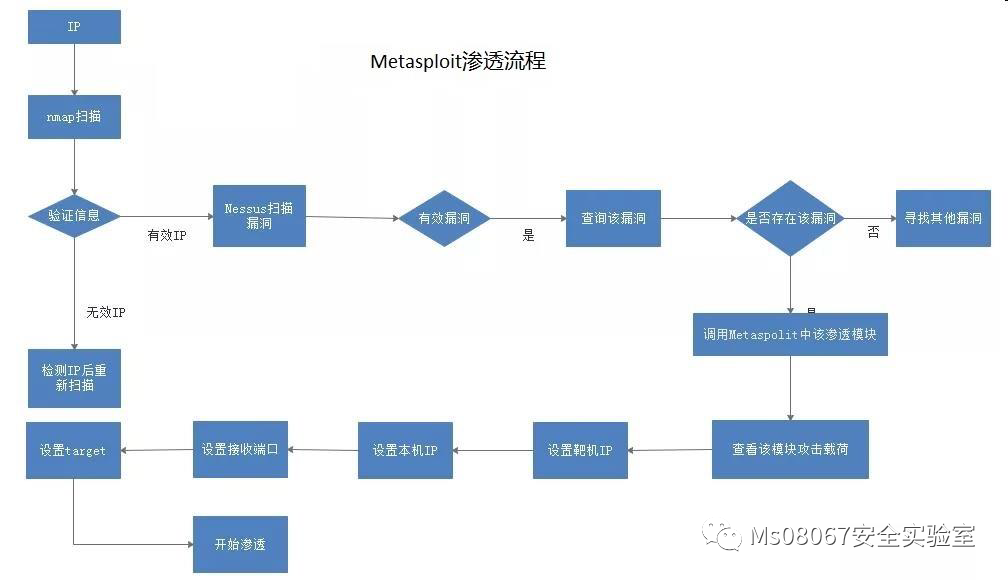 IP
Metasploit渗透流程
nmap扫描
验证信息
有效IP
Nessus扫描
漏洞
有效漏洞
是
查询该漏洞
是否存在该漏洞
否
寻找其他漏洞
无效IP
调用Metaspolit中该渗透模块
检测IP后重
新扫描
设置target
设置接收端口
设置本机IP
设置靶机IP
查看该模块攻击载荷
开始渗透
Ms08067安全实验室